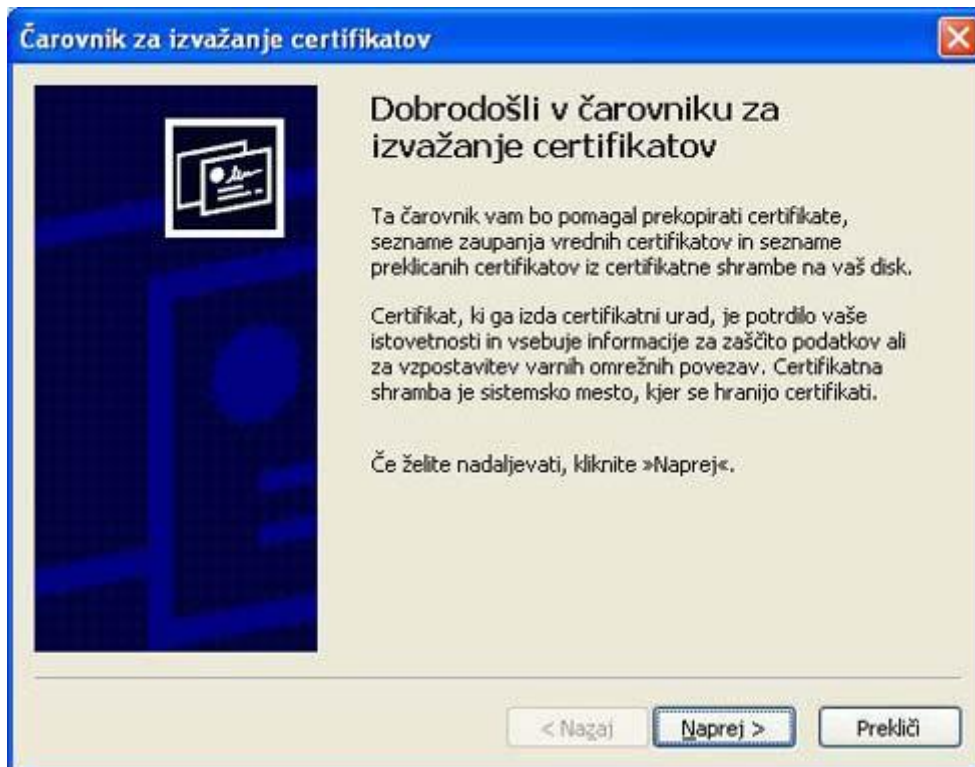 Čarovnik za izvažanje certifikatov
Dobrodošli v čarovniku za
izvažanje certifikatov
Ta čarovnik vam bo pomagal prekopirati certifikate,
sezname zaupanja vrednih certifikatov in sezname
preklicanih certifikatov iz certifikatne shrambe na vaš disk.
Certifikat, ki ga izda certifikatni urad, je potrdilo vaše
istovetnosti in vsebuje informacije za zaščito podatkov ali
za vzpostavitev varnih omrežnih povezav. Certifikatna
shramba je sistemsko mesto, kjer se hranijo certifikati.
Če želite nadaljevati, kliknite »Naprej«.
< Nazaj Naprej > Prekliči